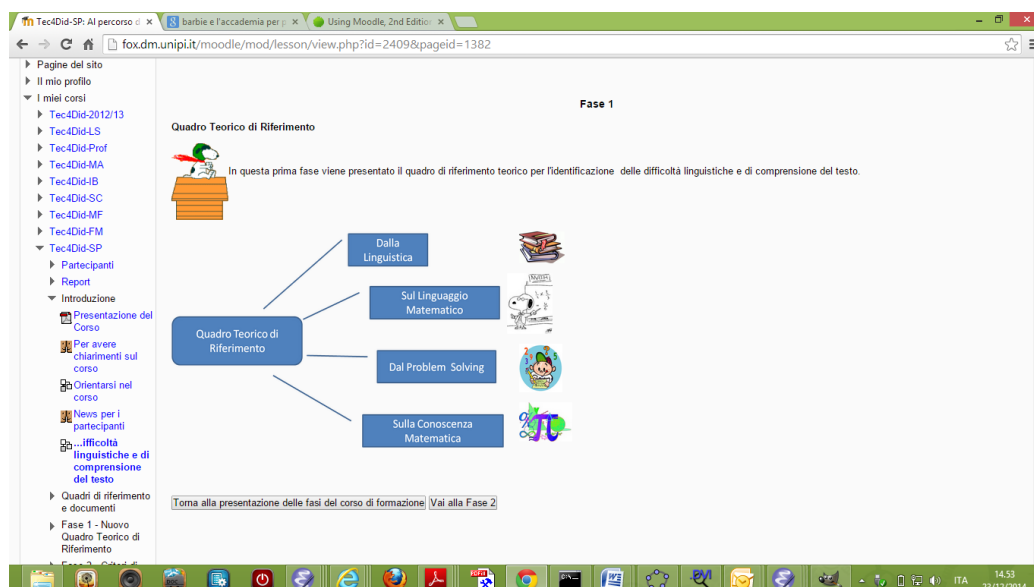 Tec4Did-SP: Al percorso d
barbie e l'accademia per p
Using Moodle, 2nd Edition
fox.dm.unipi.it/moodle/mod/lesson/view.php?id=2409&pageid=1382
Pagine del sito
Il mio profilo
I miei corsi
Tec4Did-2012/13
Tec4Did-LS
Tec4Did-Prof
Tec4Did-MA
Tec4Did-IB
Tec4Did-SC
Tec4Did-MF
Tec4Did-FM
Tec4Did-SP
Partecipanti
Report
Introduzione
Presentazione del
Corso
Per avere
chiarimenti sul
corso
Orientarsi nel
corso
News per i
partecipanti
...ifficoltà
linguistiche e di
comprensione
del testo
Quadri di riferimento
e documenti
Fase 1 - Nuovo
Quadro Teorico di
Riferimento
Fase 1
Quadro Teorico di Riferimento
In questa prima fase viene presentato il quadro di riferimento teorico per l'identificazione delle difficoltà linguistiche e di comprensione del testo.
Dalla
Linguistica
Sul Linguaggio
Matematico
Quadro Teorico di
Riferimento
Dal Problem Solving
Sulla Conoscenza
Matematica
Torna alla presentazione delle fasi del corso di formazione
Vai alla Fase 2
ITA
14.53
23/12/2014